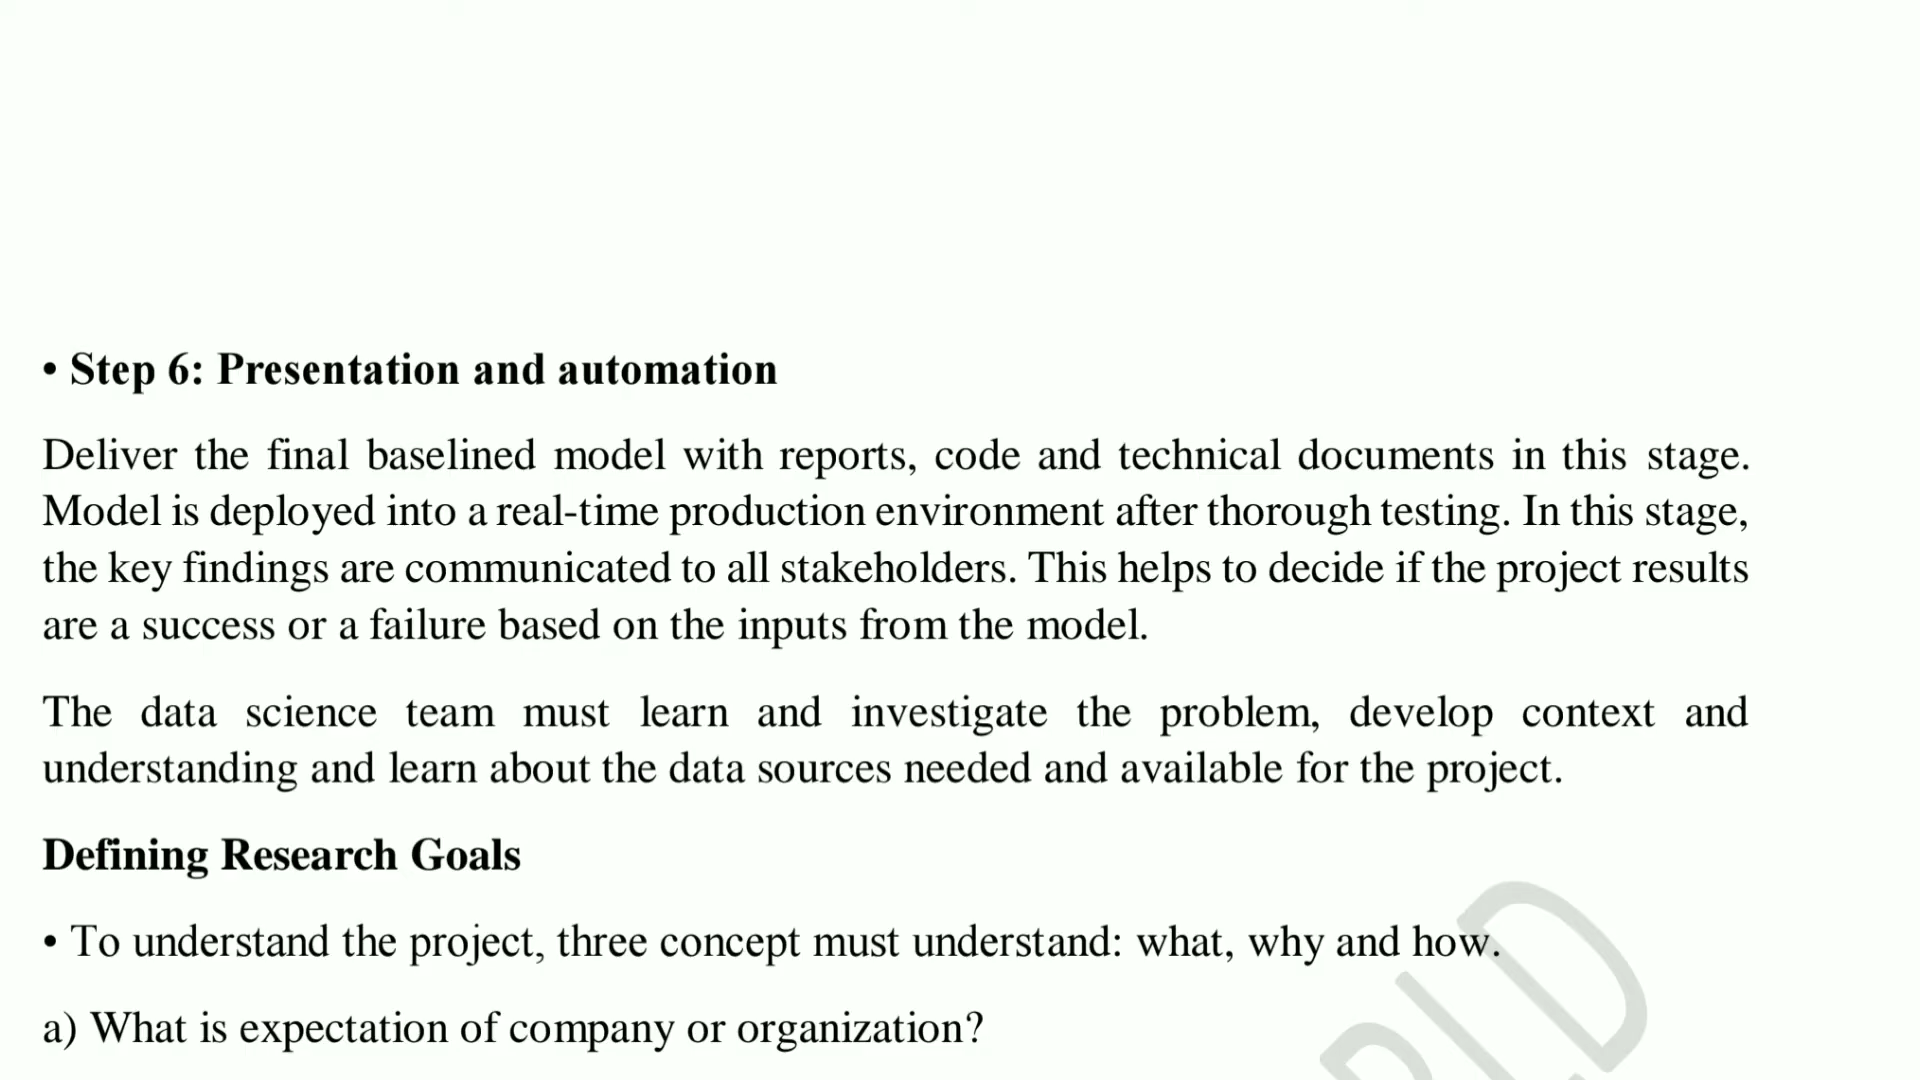 • Step 6: Presentation and automation
Deliver the final baselined model with reports, code and technical documents in this stage.
Model is deployed into a real-time production environment after thorough testing. In this stage,
the key findings are communicated to all stakeholders. This helps to decide if the project results
are a success or a failure based on the inputs from the model.
The data science team must learn and investigate the problem, develop context and
understanding and learn about the data sources needed and available for the project.
Defining Research Goals
• To understand the project, three concept must understand: what, why and how.
a) What is expectation of company or organization?